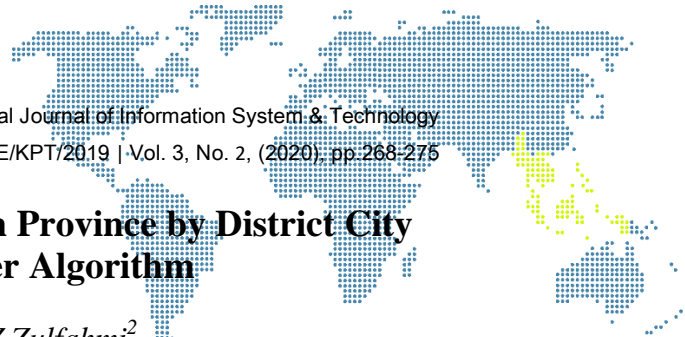 al Journal of Information System & Technology
E/KPT/2019 | Vol. 3, No. 2, (2020), pp.268-275
Province by District City
er Algorithm
Zulfahmi2